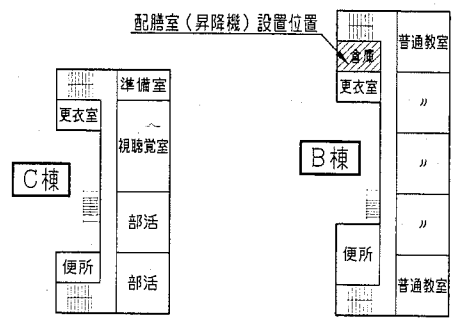 配膳室（昇降機）設置位置
普通教室
倉庫
更衣室
〃
〃
〃
B棟
便所
普通教室
準備室
更衣室
～
視聴覚室
C棟
部活
便所
部活